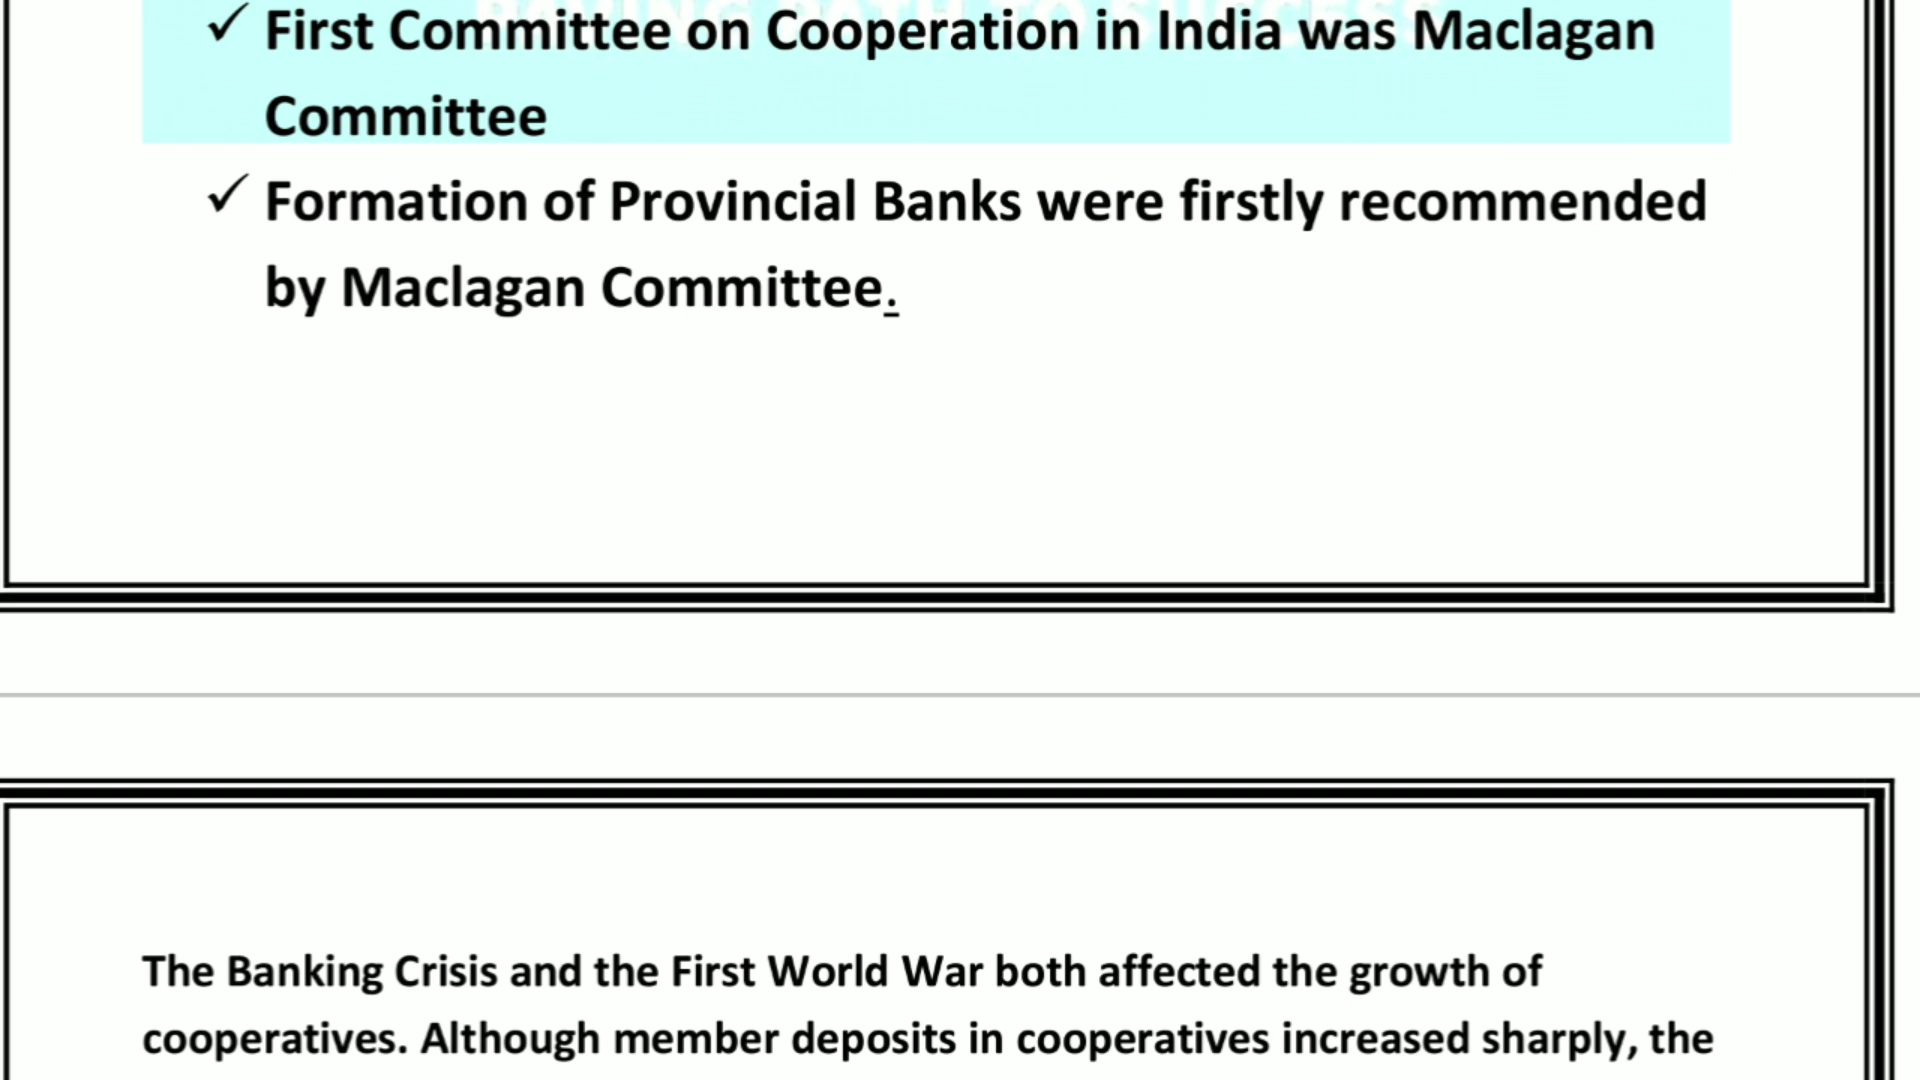 ✓ First Committee on Cooperation in India was Maclagan
Committee
✓ Formation of Provincial Banks were firstly recommended
by Maclagan Committee.
The Banking Crisis and the First World War both affected the growth of
cooperatives. Although member deposits in cooperatives increased sharply, the